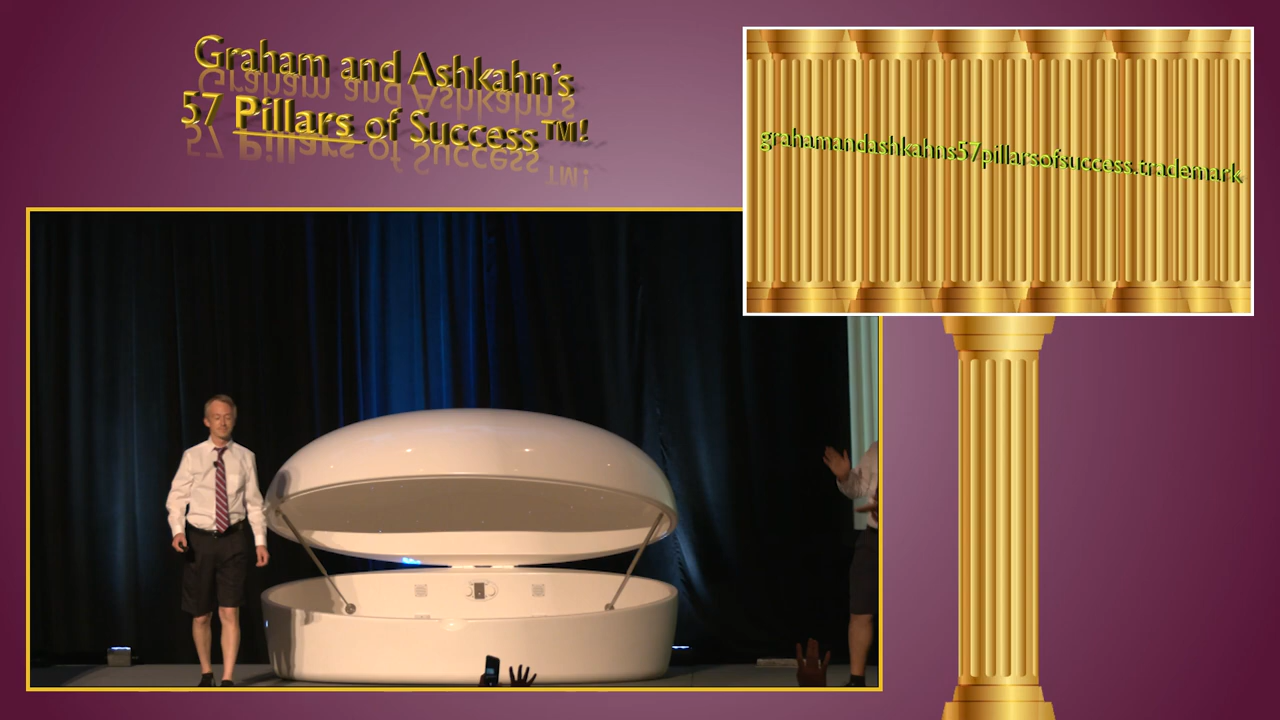 Graham and Ashkahn's
57 Pillars of Success™!
grahamandashkahns57pillarsofsuccess.trademark